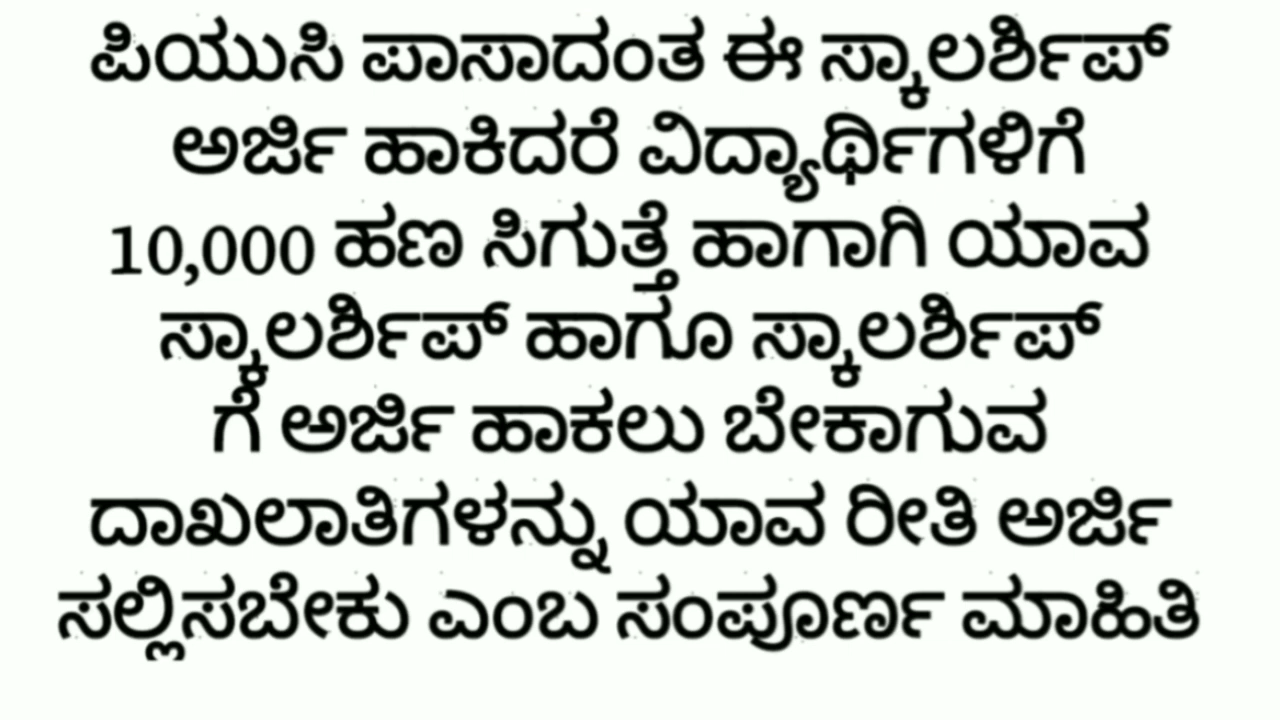 ಪಿಯುಸಿ ಪಾಸಾದಂತ ಈ ಸ್ಕಾಲರ್ಶಿಪ್
ಅರ್ಜಿ ಹಾಕಿದರೆ ವಿದ್ಯಾರ್ಥಿಗಳಿಗೆ
10,000 ಹಣ ಸಿಗುತ್ತೆ ಹಾಗಾಗಿ ಯಾವ
ಸ್ಕಾಲರ್ಶಿಪ್ ಹಾಗೂ ಸ್ಕಾಲರ್ಶಿಪ್
ಗೆ ಅರ್ಜಿ ಹಾಕಲು ಬೇಕಾಗುವ
ದಾಖಲಾತಿಗಳನ್ನು ಯಾವ ರೀತಿ ಅರ್ಜಿ
ಸಲ್ಲಿಸಬೇಕು ಎಂಬ ಸಂಪೂರ್ಣ ಮಾಹಿತಿ